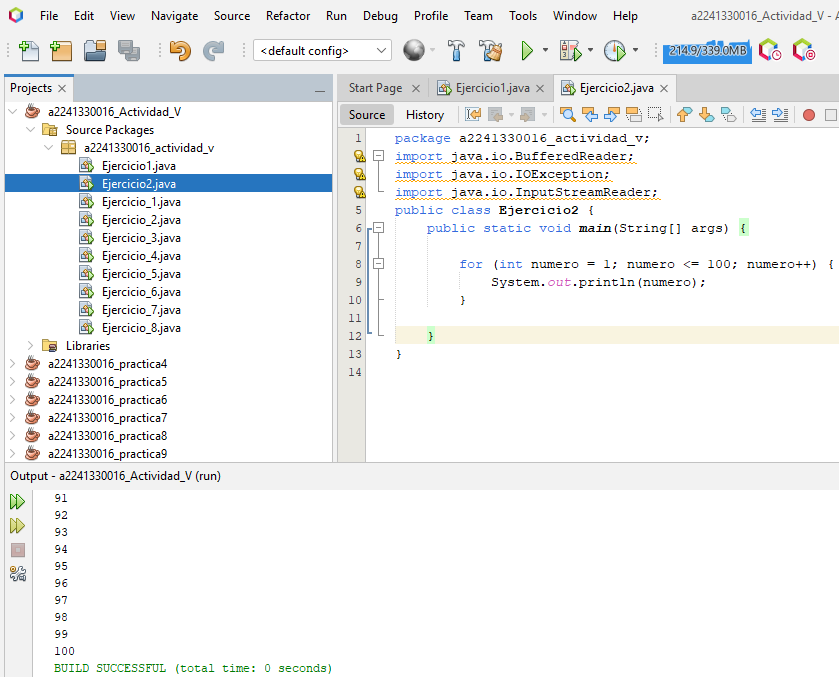 File Edit View Navigate Source Refactor Run Debug Profile Team Tools Window Help a2241330016_Actividad_V -
<default config> 214.9/339.0MB
Projects
Start Page Ejercicio1.java Ejercicio2.java
Source History
a2241330016_Actividad_V
Source Packages
a2241330016_actividad_v
Ejercicio1.java
Ejercicio2.java
Ejercicio_1.java
Ejercicio_2.java
Ejercicio_3.java
Ejercicio_4.java
Ejercicio_5.java
Ejercicio_6.java
Ejercicio_7.java
Ejercicio_8.java
Libraries
a2241330016_practica4
a2241330016_practica5
a2241330016_practica6
a2241330016_practica7
a2241330016_practica8
a2241330016_practica9
1 package a2241330016_actividad_v;
import java.io.BufferedReader;
import java.io.IOException;
import java.io.InputStreamReader;
5 public class Ejercicio2 {
6 public static void main(String[] args) {
7
8 for (int numero = 1; numero <= 100; numero++) {
9 System.out.println(numero);
10 }
11
12 }
13 }
14
Output - a2241330016_Actividad_V (run)
91
92
93
94
95
96
97
98
99
100
BUILD SUCCESSFUL (total time: 0 seconds)